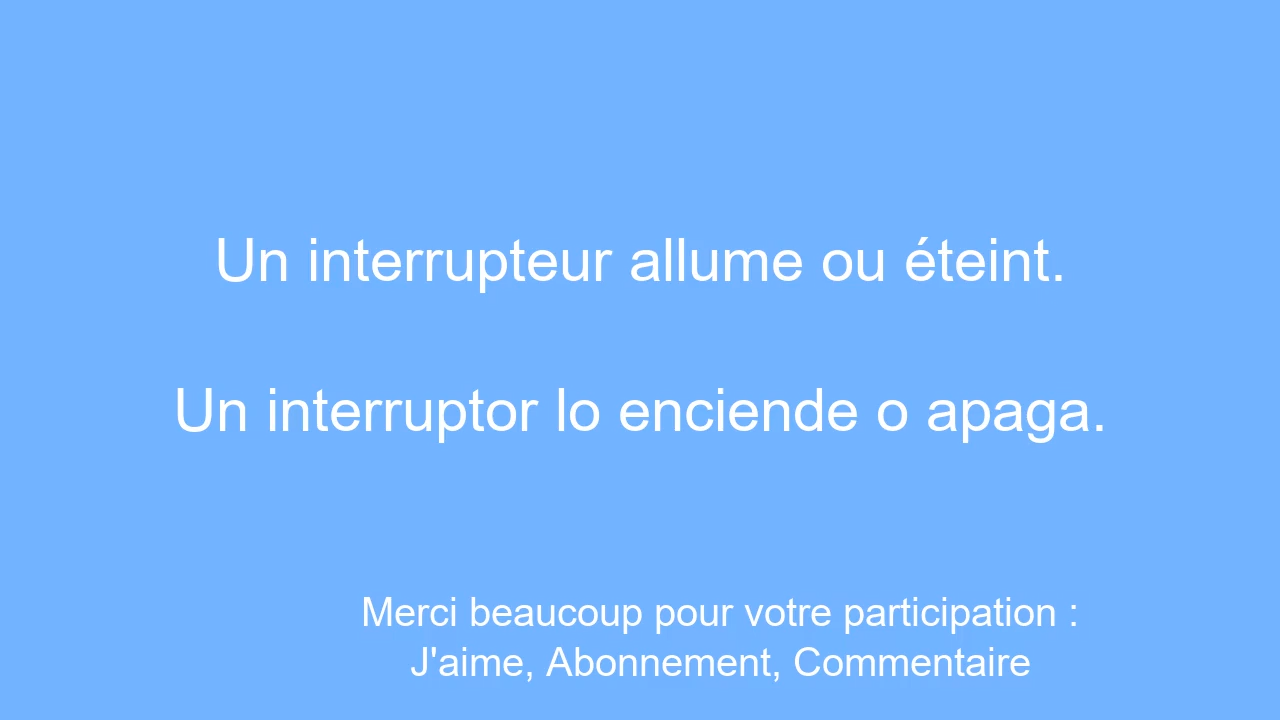 Un interrupteur allume ou éteint.
Un interruptor lo enciende o apaga.
Merci beaucoup pour votre participation :
J'aime, Abonnement, Commentaire